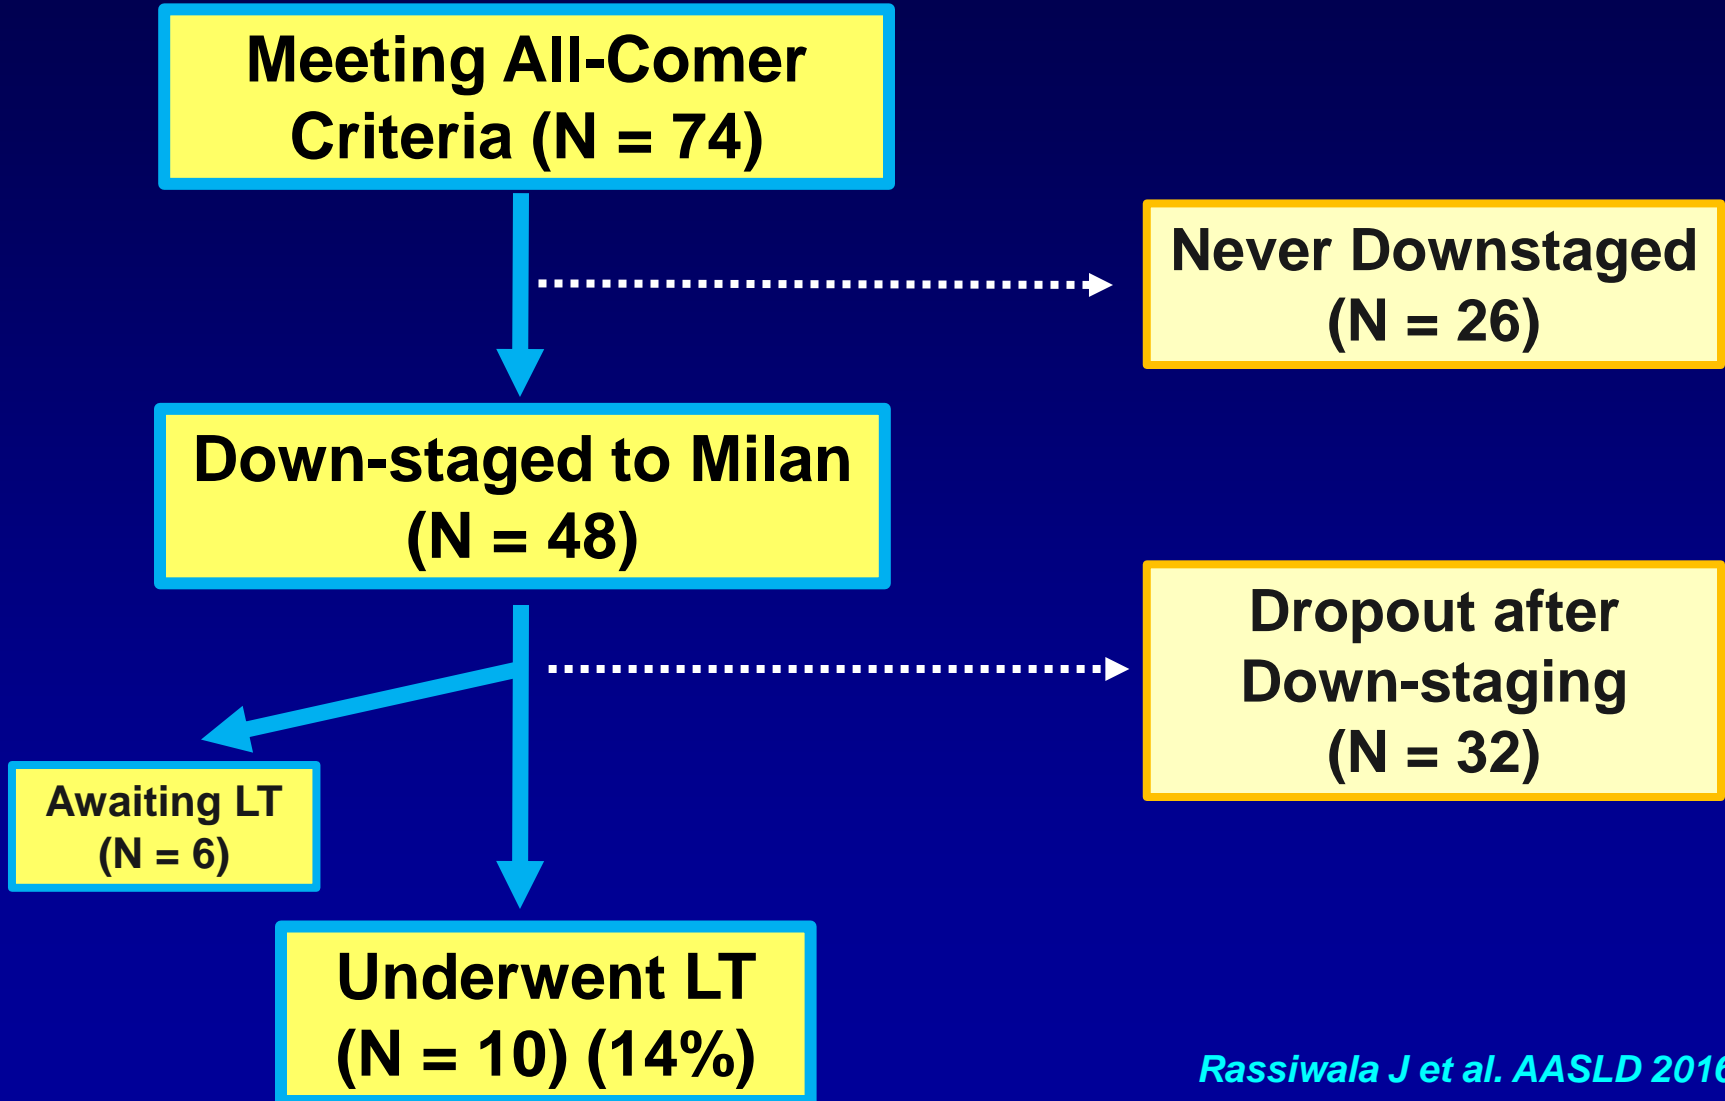 Meeting All-Comer
Criteria (N = 74)
Never Downstaged
(N = 26)
Down-staged to Milan
(N = 48)
Dropout after
Down-staging
(N = 32)
Awaiting LT
(N = 6)
Underwent LT
(N = 10) (14%)
Rassiwala J et al. AASLD 2016